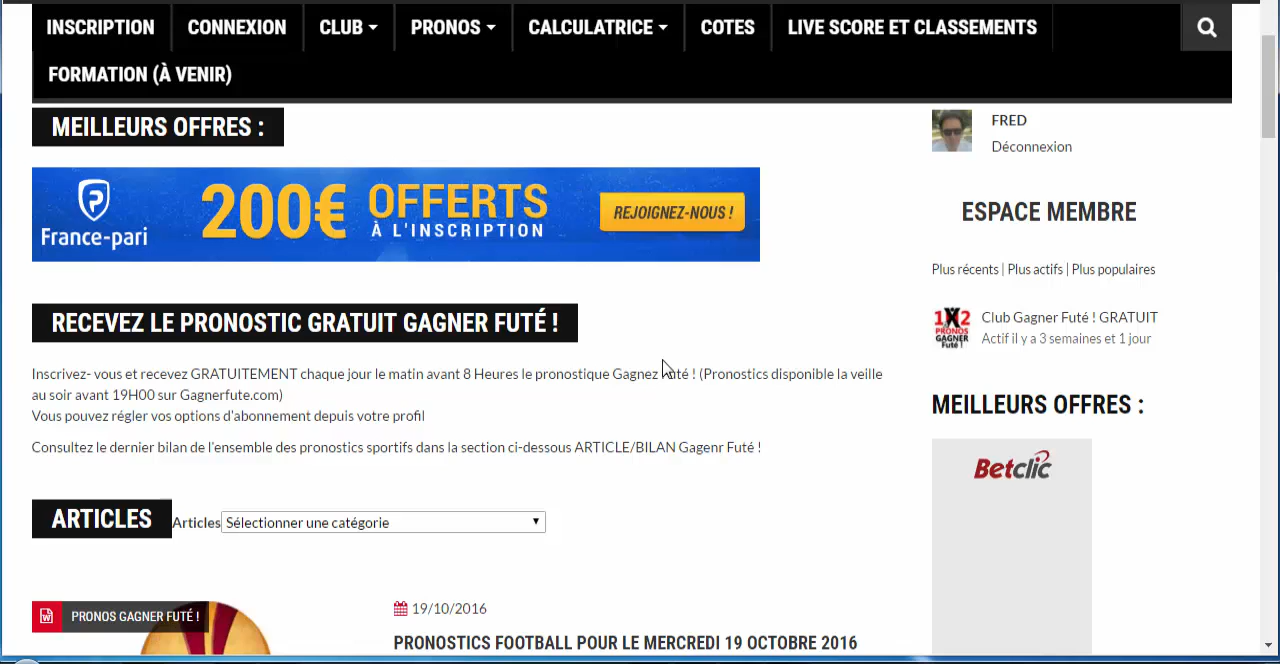 INSCRIPTION
CONNEXION
CLUB
PRONOS
CALCULATRICE
COTES
LIVE SCORE ET CLASSEMENTS
FORMATION (À VENIR)
MEILLEURS OFFRES :
France-pari
200€
OFFERTS
À L'INSCRIPTION
REJOIGNEZ-NOUS !
RECEVEZ LE PRONOSTIC GRATUIT GAGNER FUTÉ !
Inscrivez- vous et recevez GRATUITEMENT chaque jour le matin avant 8 Heures le pronostique Gagnez Futé ! (Pronostics disponible la veille
au soir avant 19H00 sur Gagnerfute.com)
Vous pouvez régler vos options d'abonnement depuis votre profil
Consultez le dernier bilan de l'ensemble des pronostics sportifs dans la section ci-dessous ARTICLE/BILAN Gagenr Futé !
ARTICLES
Articles
Sélectionner une catégorie
PRONOS GAGNER FUTÉ !
19/10/2016
PRONOSTICS FOOTBALL POUR LE MERCREDI 19 OCTOBRE 2016
FRED
Déconnexion
ESPACE MEMBRE
Plus récents | Plus actifs | Plus populaires
1X2
PRONOS
GAGNER
Futé !
Club Gagner Futé ! GRATUIT
Actif il y a 3 semaines et 1 jour
MEILLEURS OFFRES :
Betclic